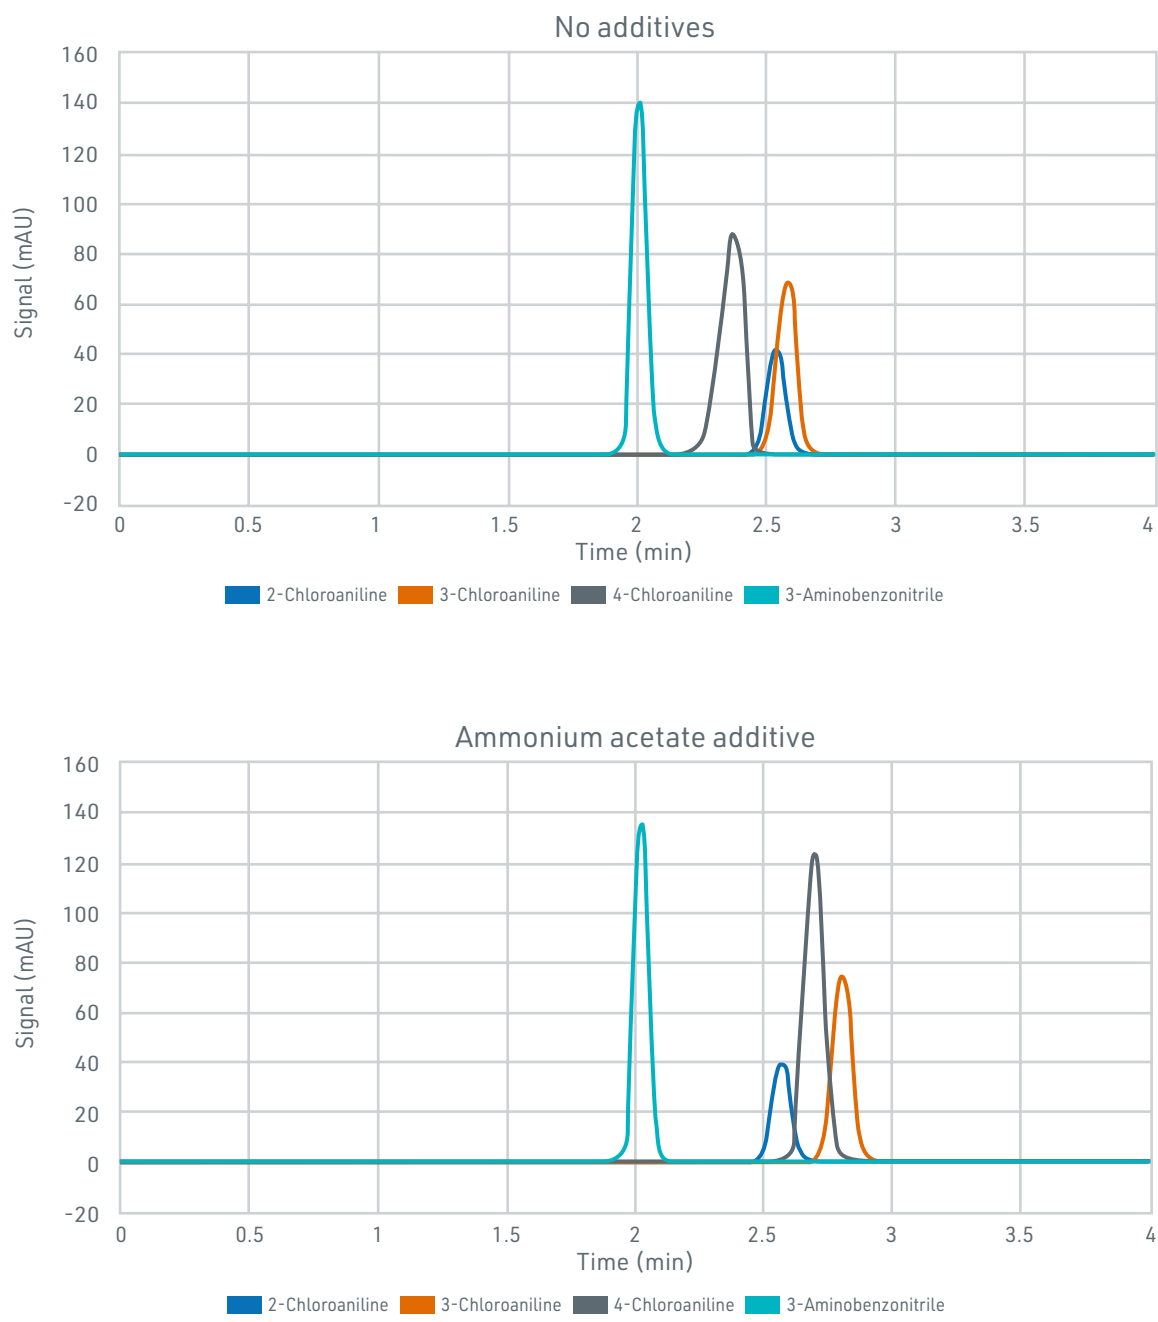 No additives
160
140
120
100
80
60
40
20
0
-20
Signal (mAU)
0 0.5 1 1.5 2 2.5 3 3.5 4
Time (min)
2-Chloroaniline 3-Chloroaniline 4-Chloroaniline 3-Aminobenzonitrile
Ammonium acetate additive
160
140
120
100
80
60
40
20
0
-20
Signal (mAU)
0 0.5 1 1.5 2 2.5 3 3.5 4
Time (min)
2-Chloroaniline 3-Chloroaniline 4-Chloroaniline 3-Aminobenzonitrile